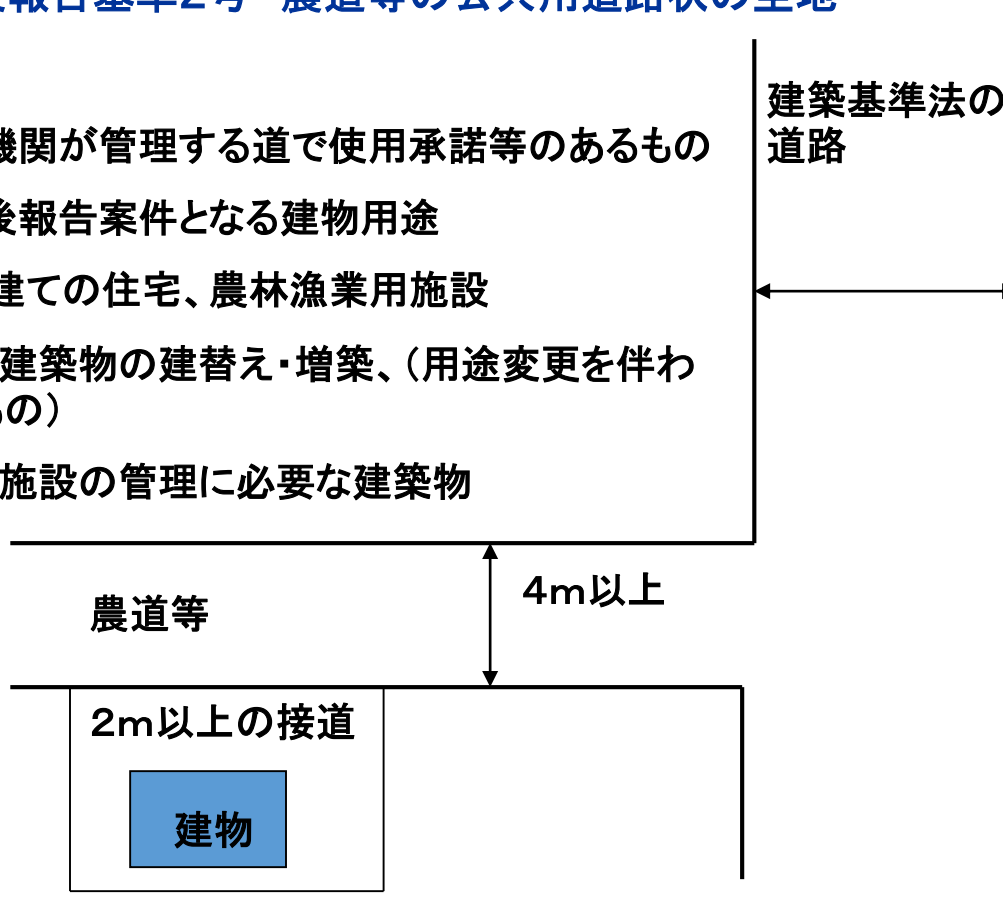 報告基準2号 農道等の公共用道路状の空地
建築基準法の
道路
機関が管理する道で使用承諾等のあるもの
後報告案件となる建物用途
建ての住宅、農林漁業用施設
建築物の建替え・増築、（用途変更を伴わ
もの）
施設の管理に必要な建築物
4m以上
農道等
2m以上の接道
建物